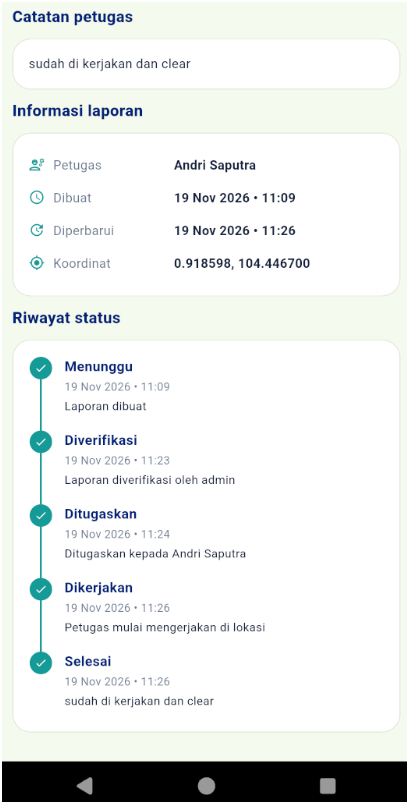 Catatan petugas
sudah di kerjakan dan clear
Informasi laporan
Petugas Andri Saputra
Dibuat 19 Nov 2026 • 11:09
Diperbarui 19 Nov 2026 • 11:26
Koordinat 0.918598, 104.446700
Riwayat status
Menunggu
19 Nov 2026 • 11:09
Laporan dibuat
Diverifikasi
19 Nov 2026 • 11:23
Laporan diverifikasi oleh admin
Ditugaskan
19 Nov 2026 • 11:24
Ditugaskan kepada Andri Saputra
Dikerjakan
19 Nov 2026 • 11:26
Petugas mulai mengerjakan di lokasi
Selesai
19 Nov 2026 • 11:26
sudah di kerjakan dan clear